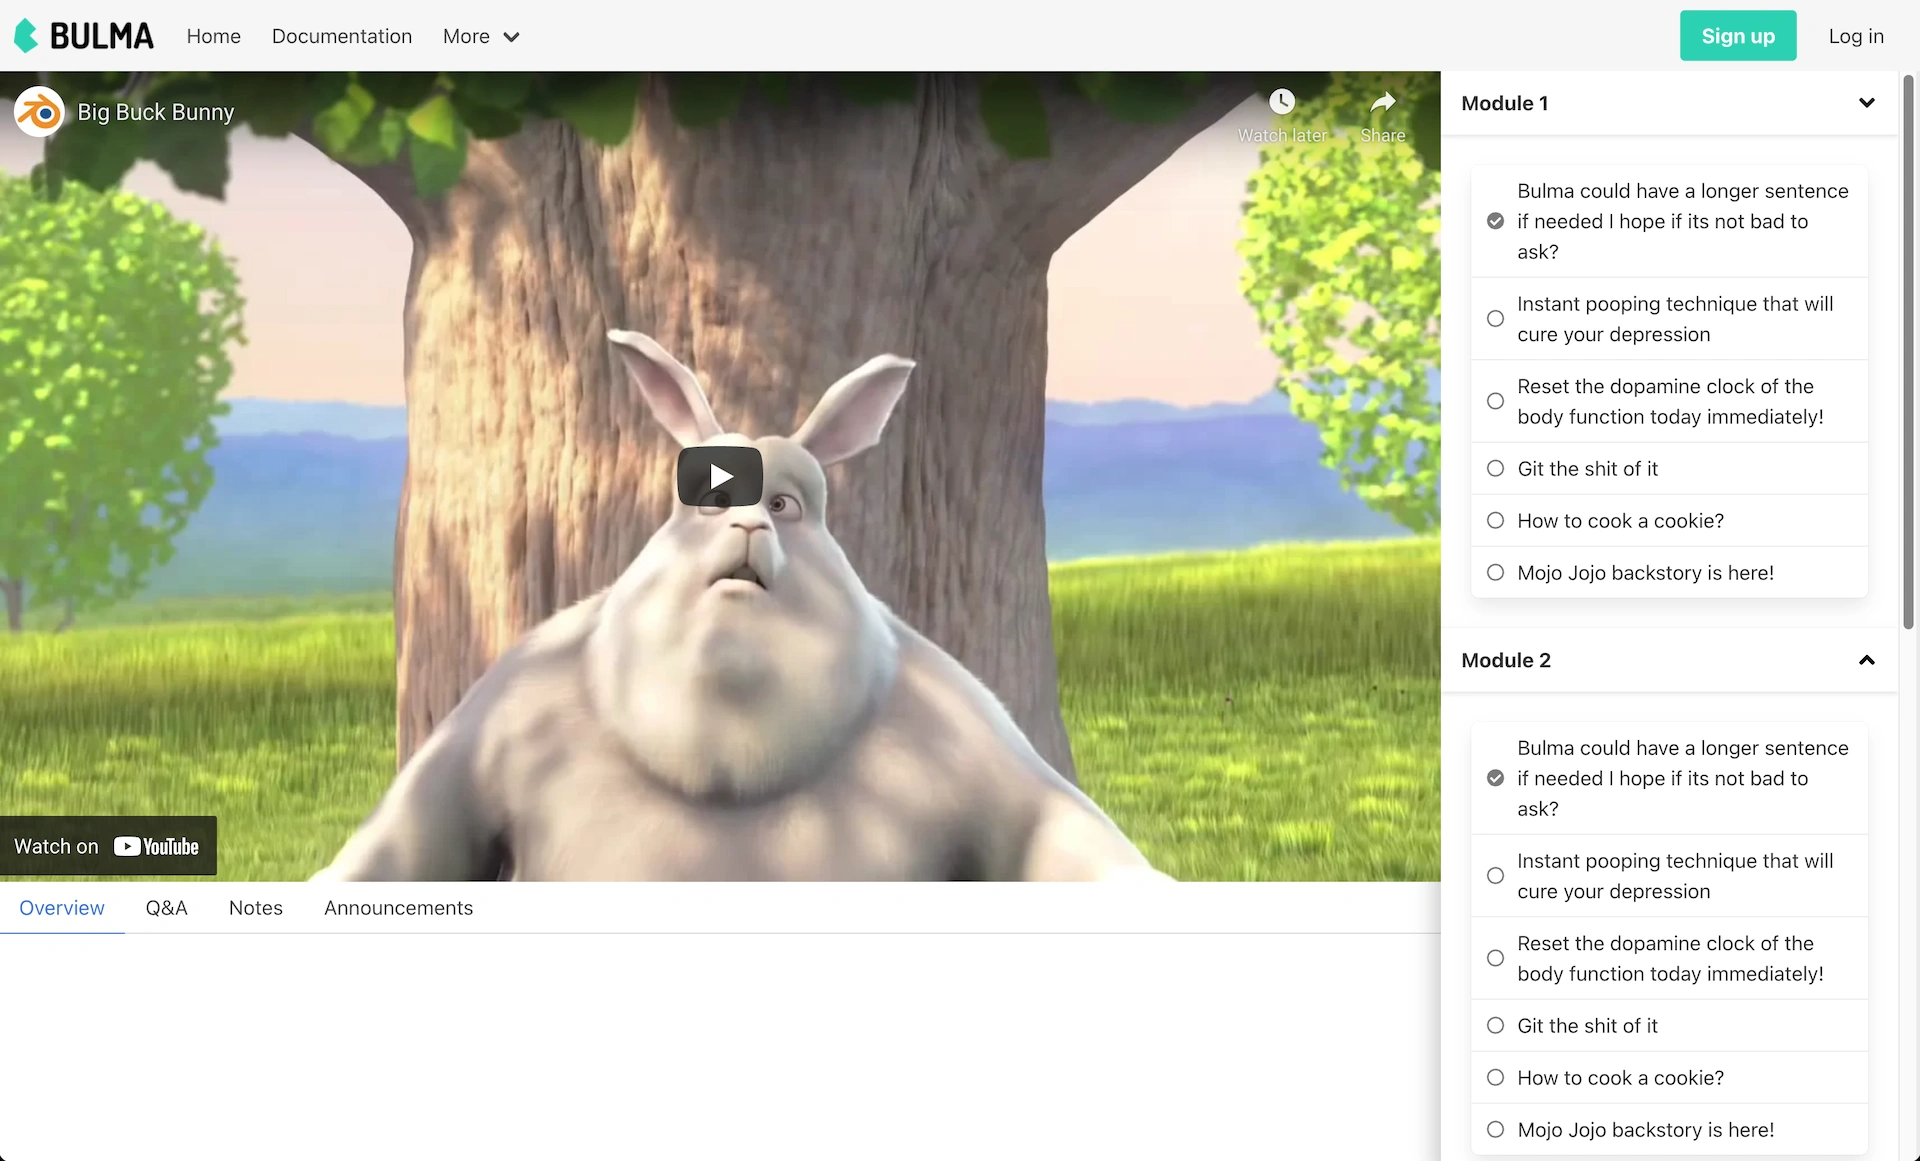 BULMA Home Documentation More Sign up Log in
Big Buck Bunny
Watch later Share
Watch on YouTube
Overview Q&A Notes Announcements
Module 1
Bulma could have a longer sentence
if needed I hope if its not bad to
ask?
Instant pooping technique that will
cure your depression
Reset the dopamine clock of the
body function today immediately!
Git the shit of it
How to cook a cookie?
Mojo Jojo backstory is here!
Module 2
Bulma could have a longer sentence
if needed I hope if its not bad to
ask?
Instant pooping technique that will
cure your depression
Reset the dopamine clock of the
body function today immediately!
Git the shit of it
How to cook a cookie?
Mojo Jojo backstory is here!